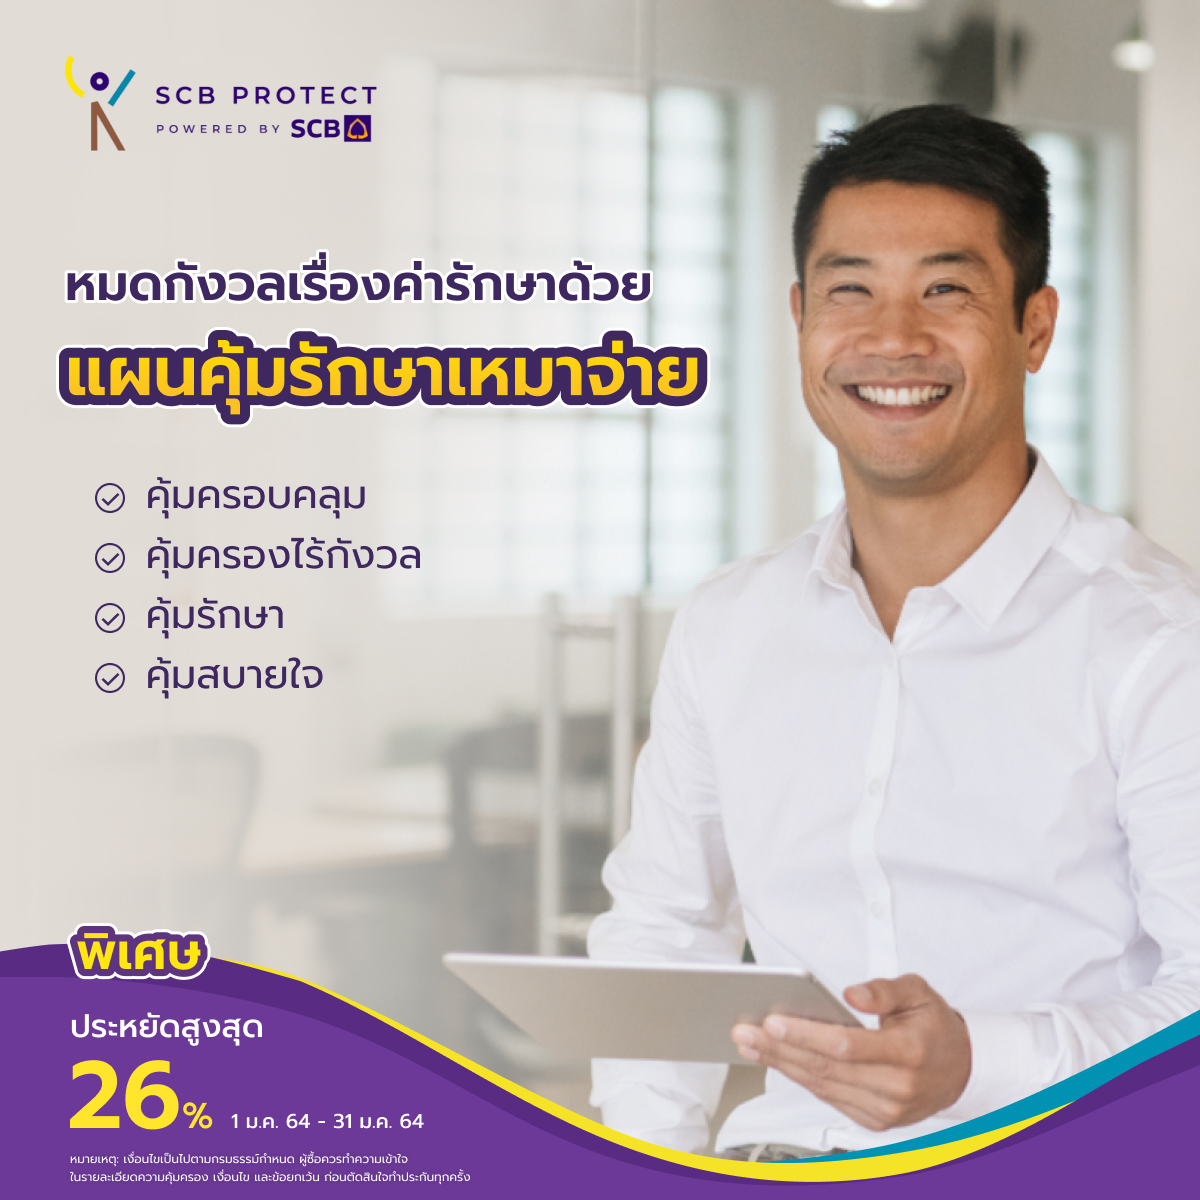 SCB PROTECT
POWERED BY SCB
หมดกังวลเรื่องค่ารักษาด้วย
แผนคุ้มรักษาเหมาจ่าย
คุ้มครอบคลุม
คุ้มครองไร้กังวล
คุ้มรักษา
คุ้มสบายใจ
พิเศษ
ประหยัดสูงสุด
26% 1 ม.ค. 64 - 31 ม.ค. 64
หมายเหตุ: เงื่อนไขเป็นไปตามกรมธรรม์กำหนด ผู้ซื้อควรทำความเข้าใจ
ในรายละเอียดความคุ้มครอง เงื่อนไข และข้อยกเว้น ก่อนตัดสินใจทำประกันทุกครั้ง